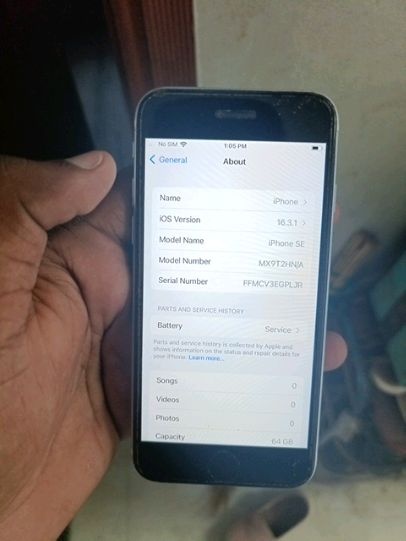 No SIM 1:05 PM
General About
Name iPhone
iOS Version 16.3.1
Model Name iPhone SE
Model Number MX9T2HN/A
Serial Number FFMCV3EGPLJR
PARTS AND SERVICE HISTORY
Battery Service
Parts and service history is collected by Apple and
shows information on the status and repair details for
your iPhone. Learn more...
Songs 0
Videos 0
Photos 0
Capacity 64 GB